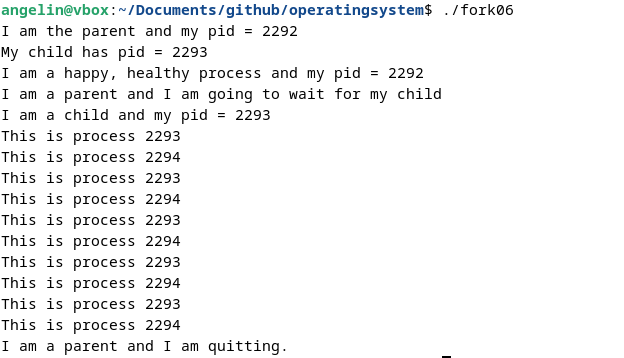 angelin@vbox:~/Documents/github/operatingsystem$ ./fork06
I am the parent and my pid = 2292
My child has pid = 2293
I am a happy, healthy process and my pid = 2292
I am a parent and I am going to wait for my child
I am a child and my pid = 2293
This is process 2293
This is process 2294
This is process 2293
This is process 2294
This is process 2293
This is process 2294
This is process 2293
This is process 2294
This is process 2293
This is process 2294
I am a parent and I am quitting.